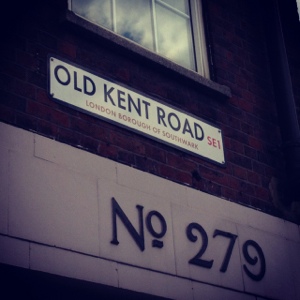 OLD KENT ROAD SE1
LONDON BOROUGH OF SOUTHWARK
No 279